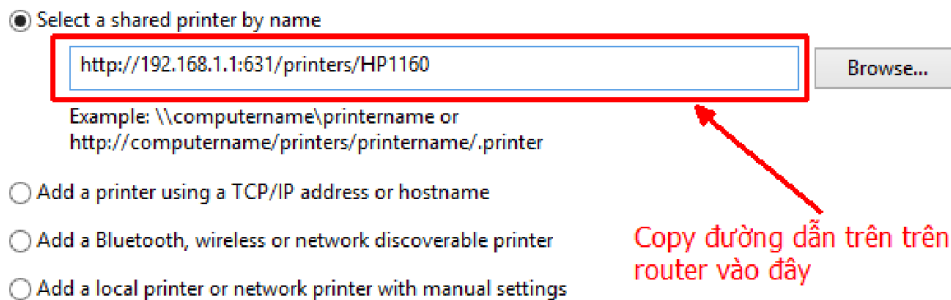 Select a shared printer by name
http://192.168.1.1:631/printers/HP1160
Browse...
Example: \\computername\printername or
http://computername/printers/printername/.printer
Add a printer using a TCP/IP address or hostname
Add a Bluetooth, wireless or network discoverable printer
Copy đường dẫn trên trên
router vào đây
Add a local printer or network printer with manual settings